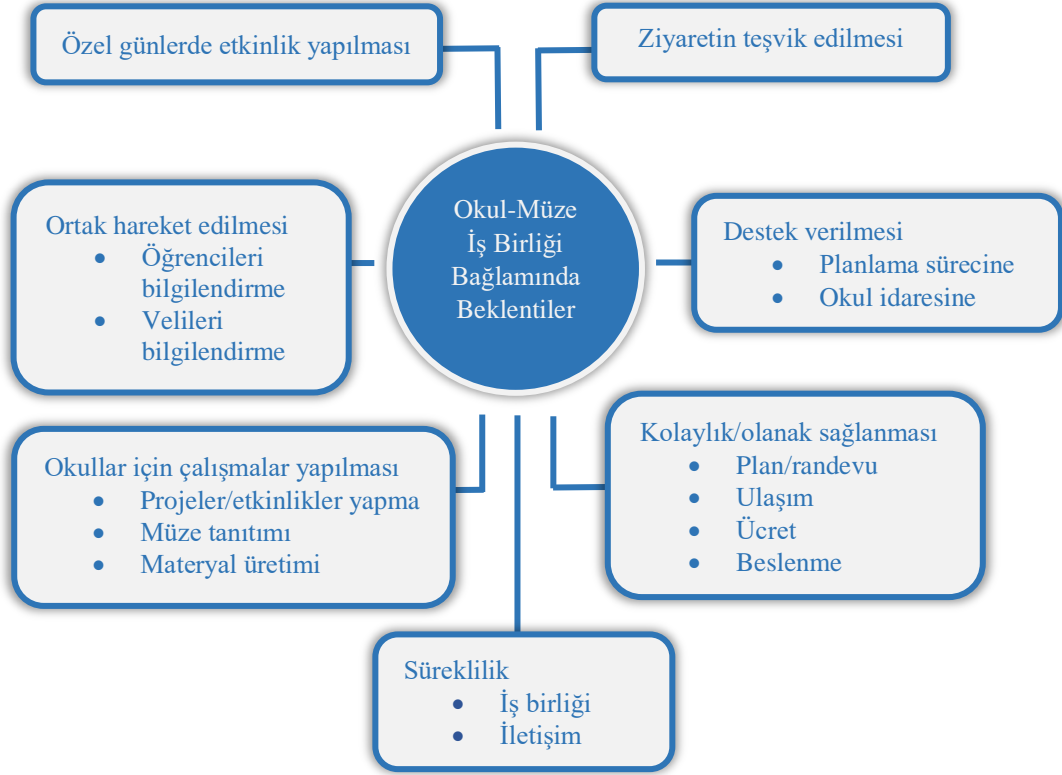 Özel günlerde etkinlik yapılması
Ziyaretin teşvik edilmesi
Okul-Müze
İş Birliği
Bağlamında
Beklentiler
Ortak hareket edilmesi
• Öğrencileri
bilgilendirme
• Velileri
bilgilendirme
Destek verilmesi
• Planlama sürecine
• Okul idaresine
Okullar için çalışmalar yapılması
• Projeler/etkinlikler yapma
• Müze tanıtımı
• Materyal üretimi
Kolaylık/olanak sağlanması
• Plan/randevu
• Ulaşım
• Ücret
• Beslenme
Süreklilik
• İş birliği
• İletişim